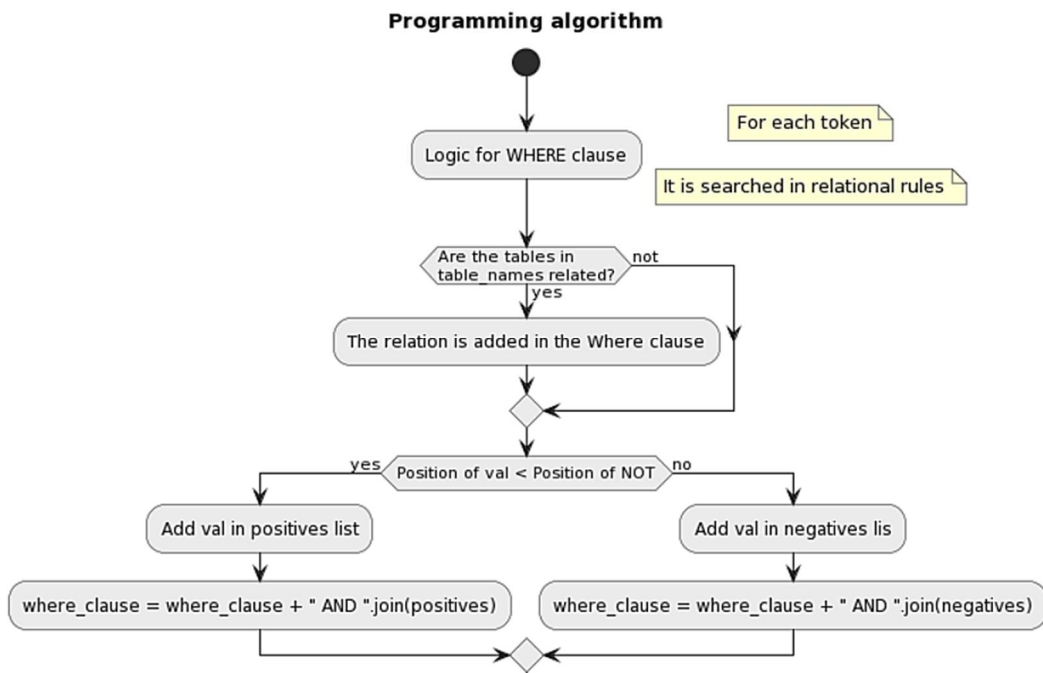 Programming algorithm
For each token
Logic for WHERE clause
It is searched in relational rules
Are the tables in
table_names related?
not
yes
The relation is added in the Where clause
yes
Position of val < Position of NOT
no
Add val in positives list
Add val in negatives lis
where_clause = where_clause + " AND ".join(positives)
where_clause = where_clause + " AND ".join(negatives)